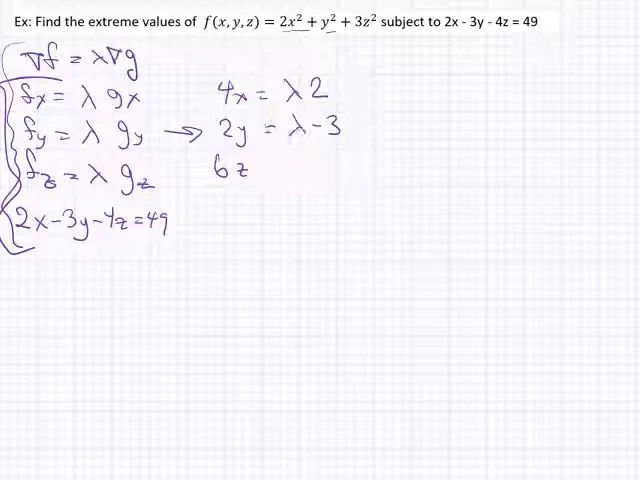 Ex: Find the extreme values of f(x, y, z) = 2x² + y² + 3z² subject to 2x - 3y - 4z = 49
∇f = λ∇g
fx = λ gx
fy = λ gy → 
fz = λ gz
2x-3y-4z=49
4x = λ 2
2y = λ -3
6z